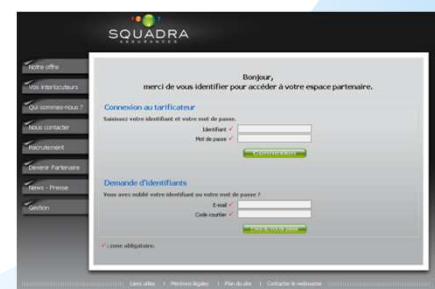 SQUADRA
ASSURANCES
Notre offre
Vos interlocuteurs
Qui sommes-nous ?
Nous contacter
Recrutement
Devenir Partenaire
News - Presse
Gestion
Bonjour,
merci de vous identifier pour accéder à votre espace partenaire.
Connexion au tarificateur
Saisissez votre identifiant et votre mot de passe.
Identifiant ✓
Mot de passe ✓
Connexion
Demande d'identifiants
Vous avez oublié votre identifiant ou votre mot de passe ?
E-mail ✓
Code courtier ✓
✓ : zone obligatoire.
Liens utiles | Mentions légales | Plan du site | Contacter le webmaster